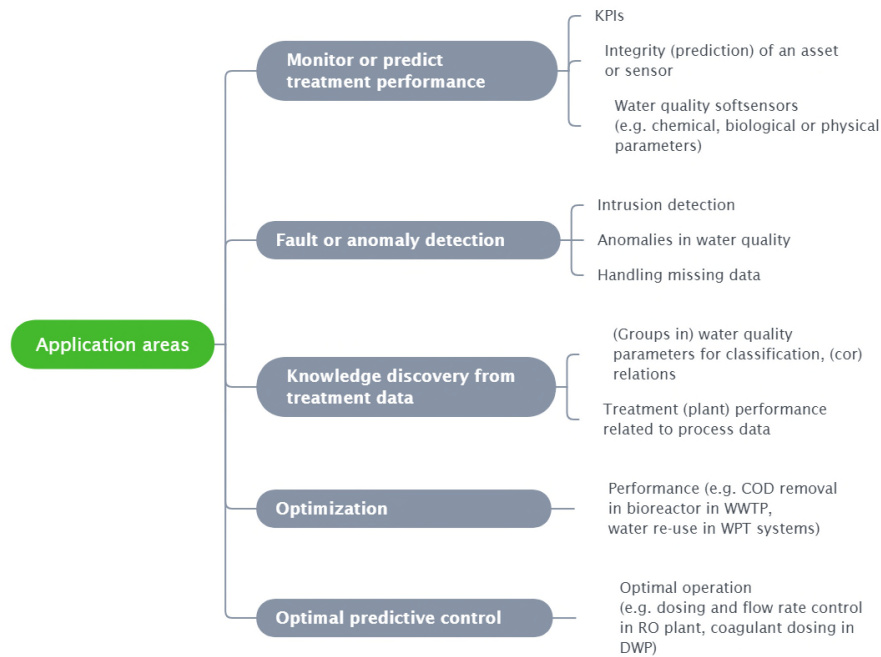 Application areas
Monitor or predict
treatment performance
KPIs
Integrity (prediction) of an asset
or sensor
Water quality softsensors
(e.g. chemical, biological or physical
parameters)
Fault or anomaly detection
Intrusion detection
Anomalies in water quality
Handling missing data
Knowledge discovery from
treatment data
(Groups in) water quality
parameters for classification, (cor)
relations
Treatment (plant) performance
related to process data
Optimization
Performance (e.g. COD removal
in bioreactor in WWTP,
water re-use in WPT systems)
Optimal predictive control
Optimal operation
(e.g. dosing and flow rate control
in RO plant, coagulant dosing in
DWP)